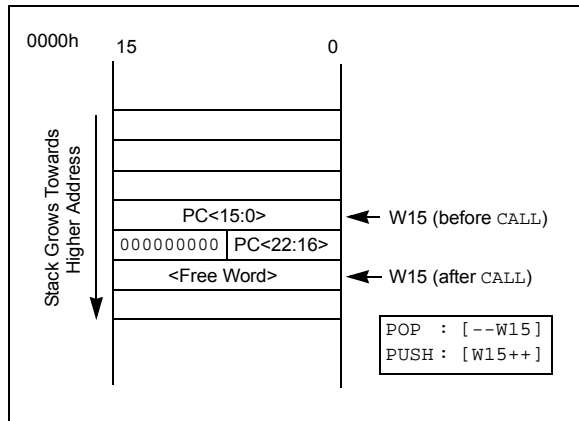 0000h
15 0
Stack Grows Towards
Higher Address
PC<15:0>
W15 (before CALL)
000000000 PC<22:16>
<Free Word>
W15 (after CALL)
POP : [--W15]
PUSH : [W15++]